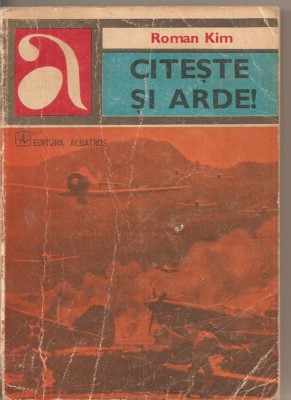 a
Roman Kim
CITEȘTE
ȘI ARDE!
EDITURA ALBATROS